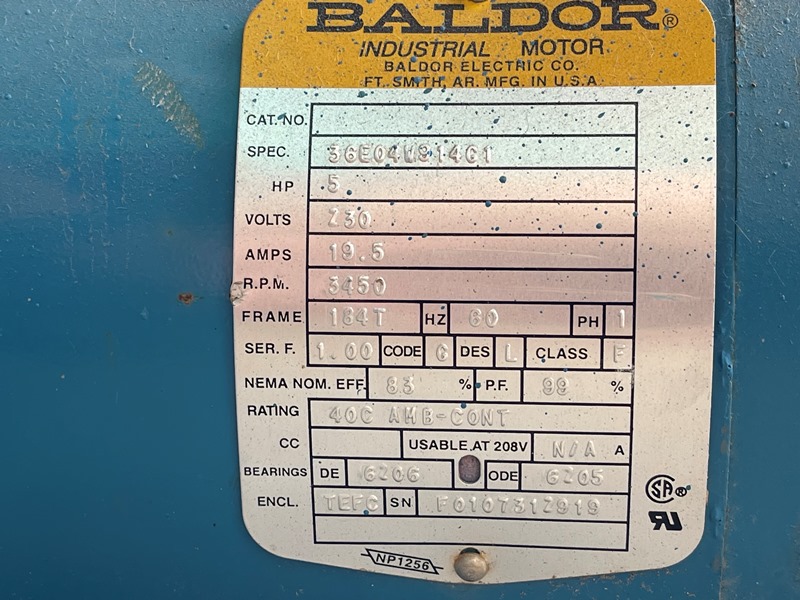 BALDOR®
INDUSTRIAL MOTOR
BALDOR ELECTRIC CO.
FT. SMITH, AR. MFG. IN U.S.A
CAT. NO.
SPEC. 36E04W914G1
HP 5
VOLTS 230
AMPS 19.5
R.P.M. 3450
FRAME 184T HZ 60 PH 1
SER. F. 1.00 CODE G DES L CLASS F
NEMA NOM. EFF. 83 % P.F. 99 %
RATING 40C AMB-CONT
CC USABLE AT 208V N/A A
BEARINGS DE 6206 ODE 6205
ENCL. TEFC SN F0107312919
SA®
NP1256